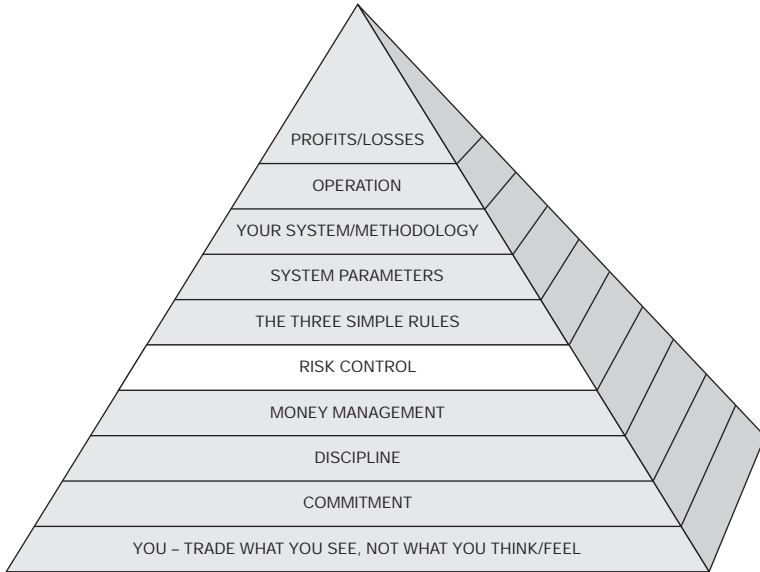 PROFITS/LOSSES
OPERATION
YOUR SYSTEM/METHODOLOGY
SYSTEM PARAMETERS
THE THREE SIMPLE RULES
RISK CONTROL
MONEY MANAGEMENT
DISCIPLINE
COMMITMENT
YOU – TRADE WHAT YOU SEE, NOT WHAT YOU THINK/FEEL